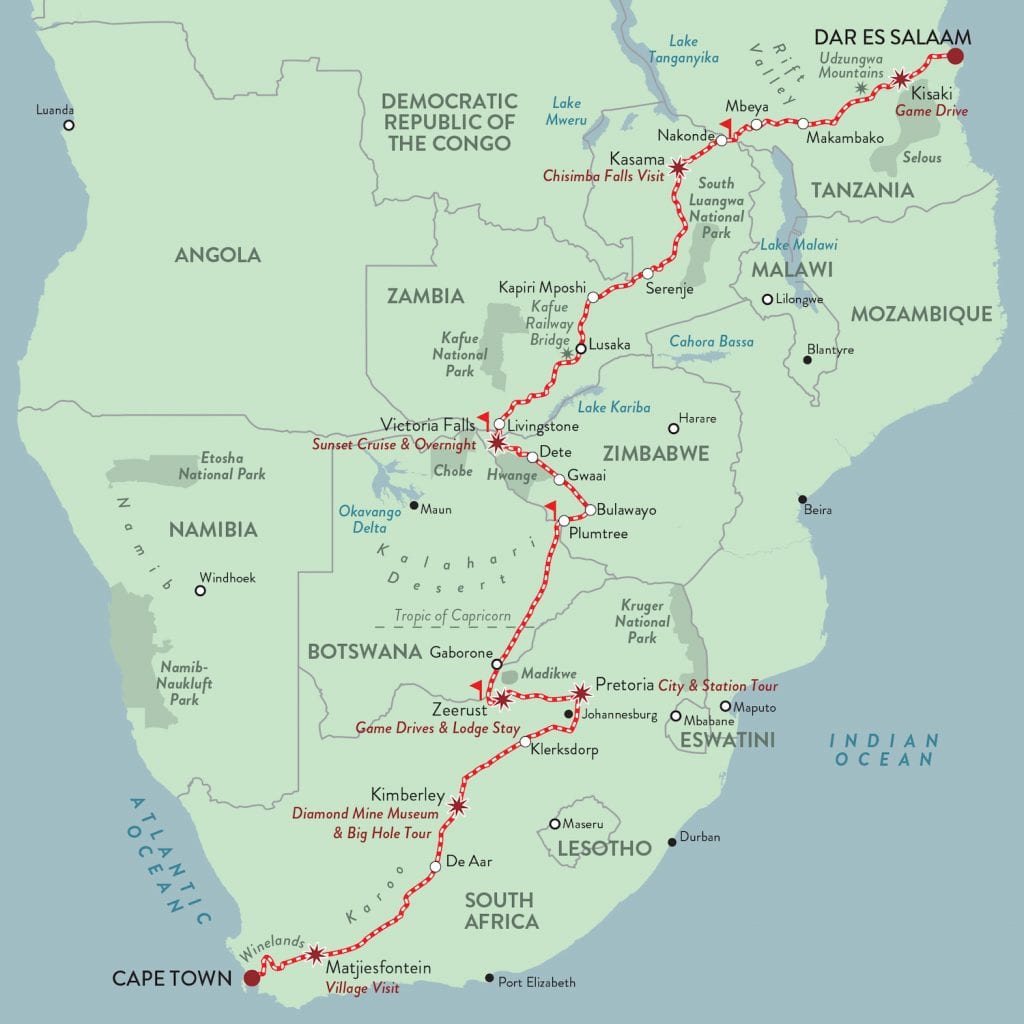 DAR ES SALAAM
Lake
Tanganyika
Rift
Valley
Udzungwa
Mountains
Kisaki
Game Drive
Luanda
DEMOCRATIC
REPUBLIC OF
THE CONGO
Lake
Mweru
Mbeya
Nakonde
Makambako
Selous
Kasama
Chisimba Falls Visit
South
Luangwa
National
Park
TANZANIA
ANGOLA
Lake Malawi
MALAWI
ZAMBIA
Kapiri Mposhi
Serenje
Lilongwe
MOZAMBIQUE
Kafue
Railway
Bridge
Kafue
National
Park
Lusaka
Cahora Bassa
Blantyre
Lake Kariba
Harare
Victoria Falls
Livingstone
Sunset Cruise & Overnight
Dete
ZIMBABWE
Chobe
Hwange
Gwaai
Etosha
National Park
Okavango
Delta
Maun
Bulawayo
Beira
Plumtree
Namib
NAMIBIA
Kalahari
Desert
Windhoek
Tropic of Capricorn
Kruger
National
Park
BOTSWANA
Gaborone
Madikwe
Namib-
Naukluft
Park
Pretoria City & Station Tour
Zeerust
Game Drives & Lodge Stay
Johannesburg
Maputo
Mbabane
ESWATINI
Klerksdorp
INDIAN
OCEAN
Kimberley
Diamond Mine Museum
& Big Hole Tour
Maseru
LESOTHO
Durban
ATLANTIC
OCEAN
De Aar
Karoo
SOUTH
AFRICA
Winelands
CAPE TOWN
Matjiesfontein
Village Visit
Port Elizabeth